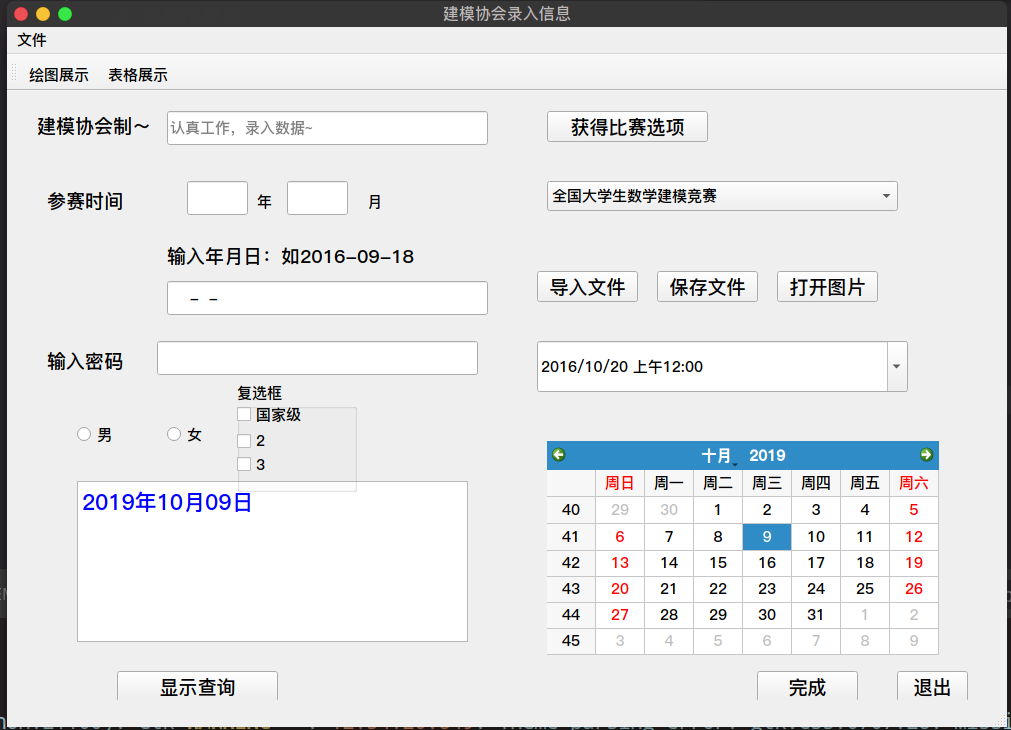 建模协会录入信息
文件
绘图展示 表格展示
建模协会制～ 认真工作，录入数据~ 获得比赛选项
参赛时间 年 月 全国大学生数学建模竞赛
输入年月日：如2016-09-18
- - 导入文件 保存文件 打开图片
输入密码 2016/10/20 上午12:00
复选框
国家级
男 女 2
3
2019年10月09日
十月 2019
周日 周一 周二 周三 周四 周五 周六
40 29 30 1 2 3 4 5
41 6 7 8 9 10 11 12
42 13 14 15 16 17 18 19
43 20 21 22 23 24 25 26
44 27 28 29 30 31 1 2
45 3 4 5 6 7 8 9
显示查询 完成 退出